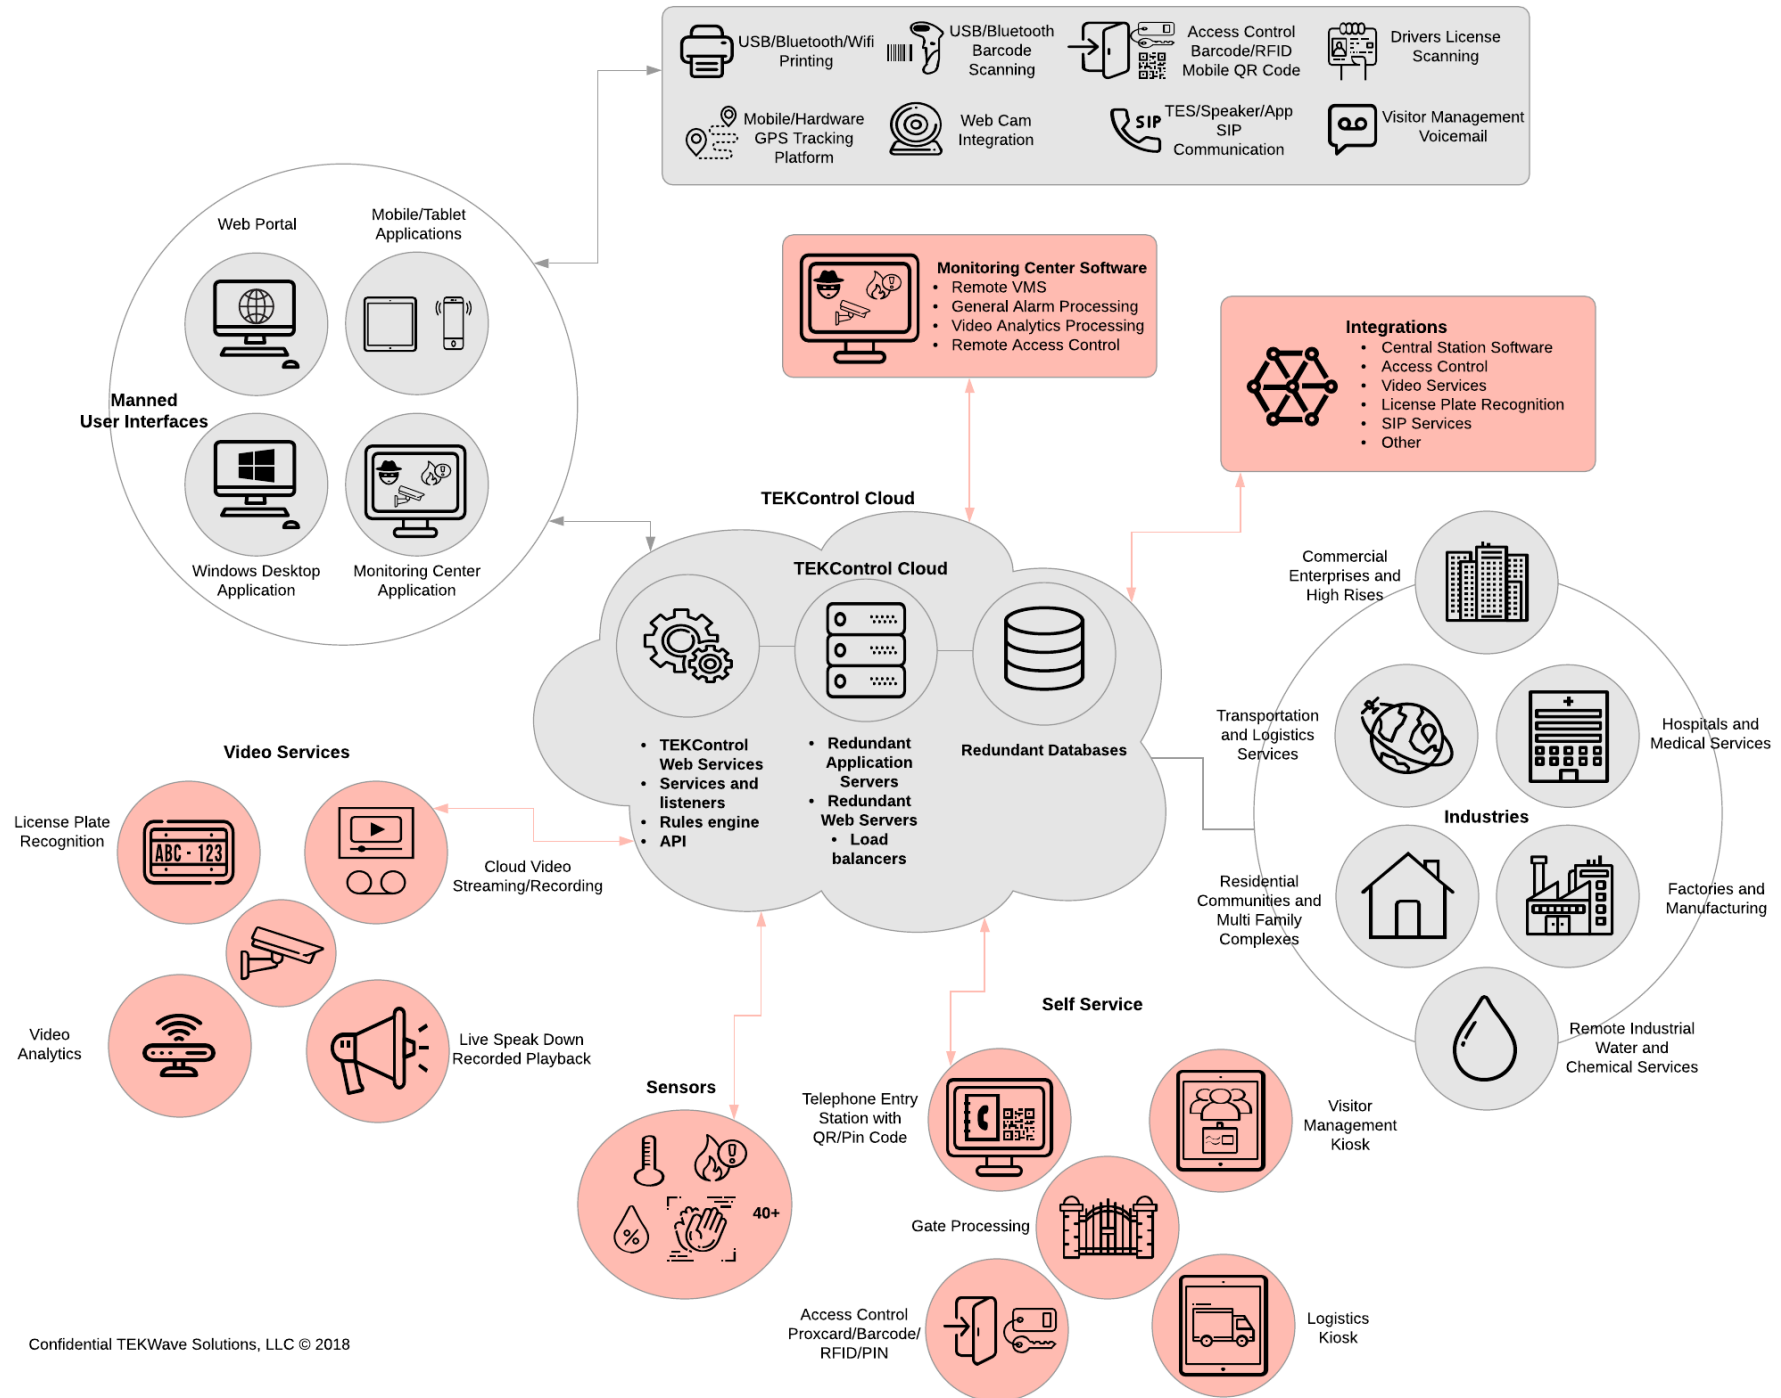 USB/Bluetooth/Wifi
Printing
USB/Bluetooth
Barcode
Scanning
Access Control
Barcode/RFID
Mobile QR Code
Drivers License
Scanning
Mobile/Hardware
GPS Tracking
Platform
Web Cam
Integration
SIP
TES/Speaker/App
SIP
Communication
Visitor Management
Voicemail
Web Portal
Mobile/Tablet
Applications
Manned
User Interfaces
Windows Desktop
Application
Monitoring Center
Application
Monitoring Center Software
• Remote VMS
• General Alarm Processing
• Video Analytics Processing
• Remote Access Control
Integrations
• Central Station Software
• Access Control
• Video Services
• License Plate Recognition
• SIP Services
• Other
TEKControl Cloud
TEKControl Cloud
• TEKControl
Web Services
• Services and
listeners
• Rules engine
• API
• Redundant
Application
Servers
• Redundant
Web Servers
• Load
balancers
Redundant Databases
Commercial
Enterprises and
High Rises
Transportation
and Logistics
Services
Hospitals and
Medical Services
Industries
Residential
Communities and
Multi Family
Complexes
Factories and
Manufacturing
Remote Industrial
Water and
Chemical Services
Video Services
License Plate
Recognition
ABC - 123
Cloud Video
Streaming/Recording
Video
Analytics
Live Speak Down
Recorded Playback
Sensors
%
40+
Self Service
Telephone Entry
Station with
QR/Pin Code
Visitor
Management
Kiosk
Gate Processing
Access Control
Proxcard/Barcode/
RFID/PIN
Logistics
Kiosk
Confidential TEKWave Solutions, LLC © 2018